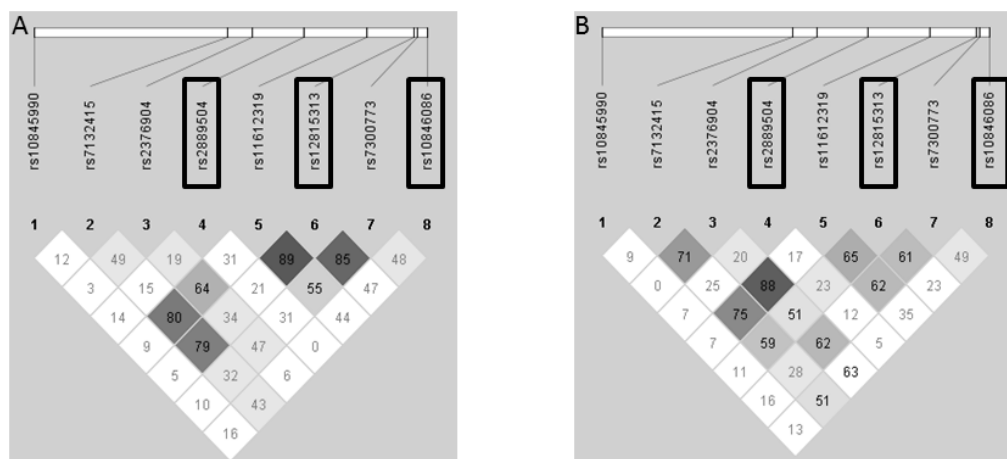 A
rs10845990
rs7132415
rs2376904
rs2889504
rs11612319
rs12815313
rs7300773
rs10846086
1 2 3 4 5 6 7 8
12 49 19 31 89 85 48
3 15 64 21 55 47
14 80 34 31 44
9 79 47 0
5 32 6
10 43
16
B
rs10845990
rs7132415
rs2376904
rs2889504
rs11612319
rs12815313
rs7300773
rs10846086
1 2 3 4 5 6 7 8
9 71 20 17 65 61 49
0 25 88 23 62 23
7 75 51 12 35
7 59 62 5
11 28 63
16 51
13